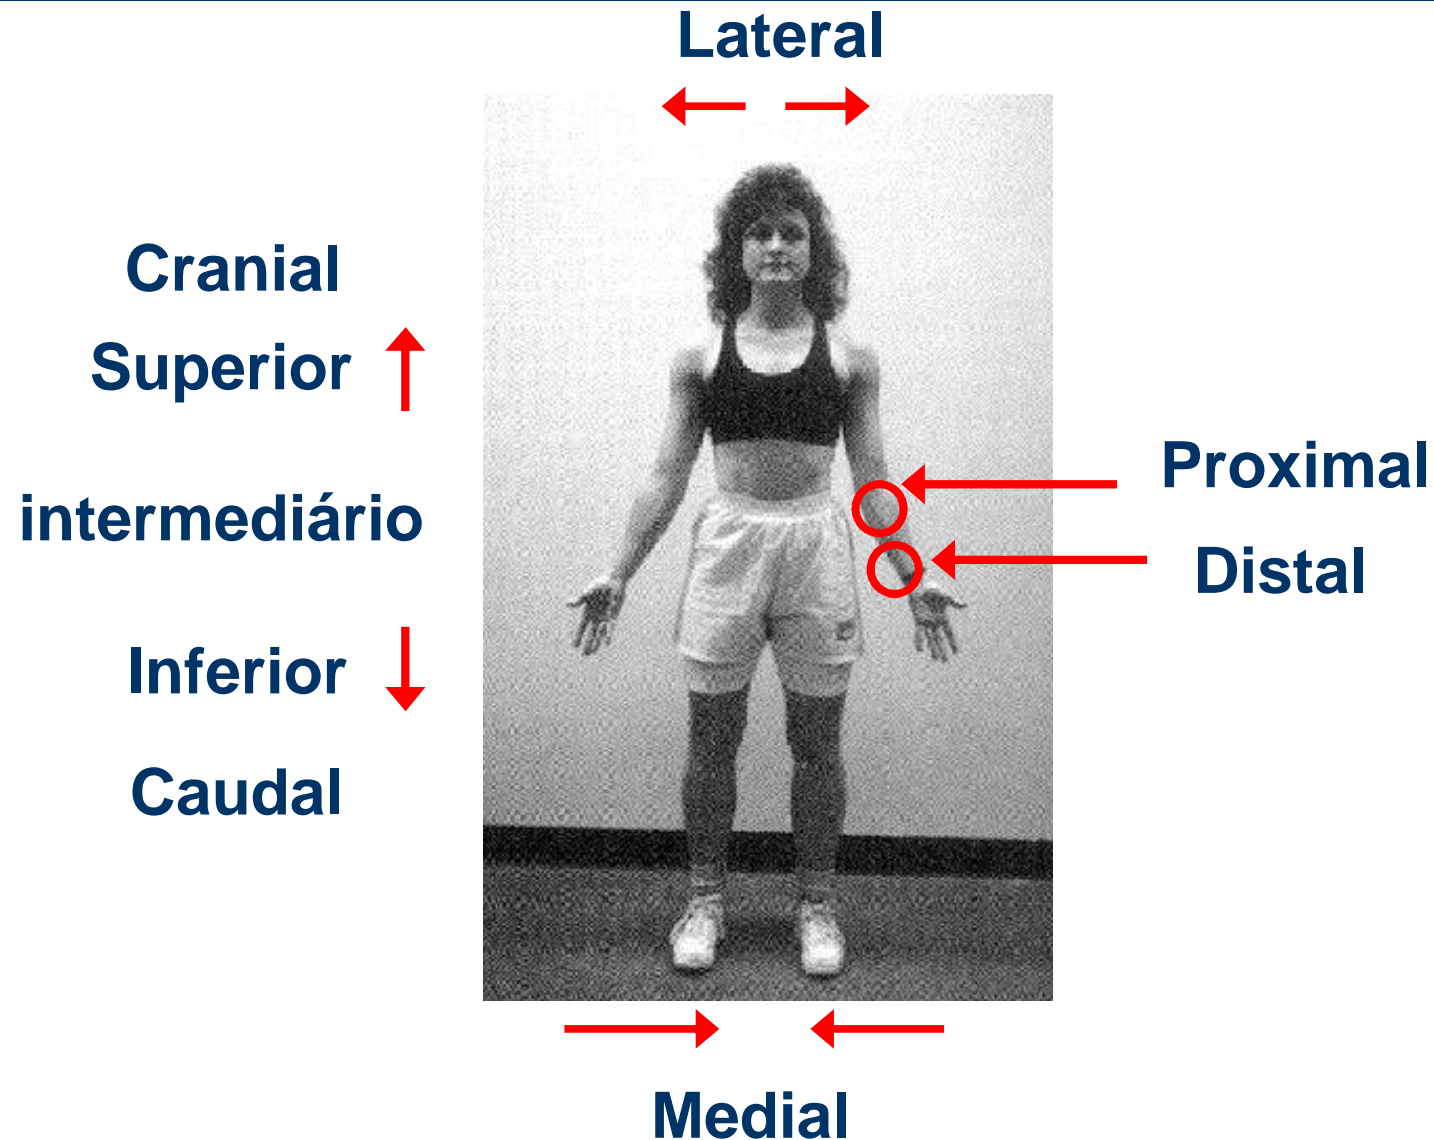 Lateral
Cranial
Superior
intermediário
Inferior
Caudal
Proximal
Distal
Medial